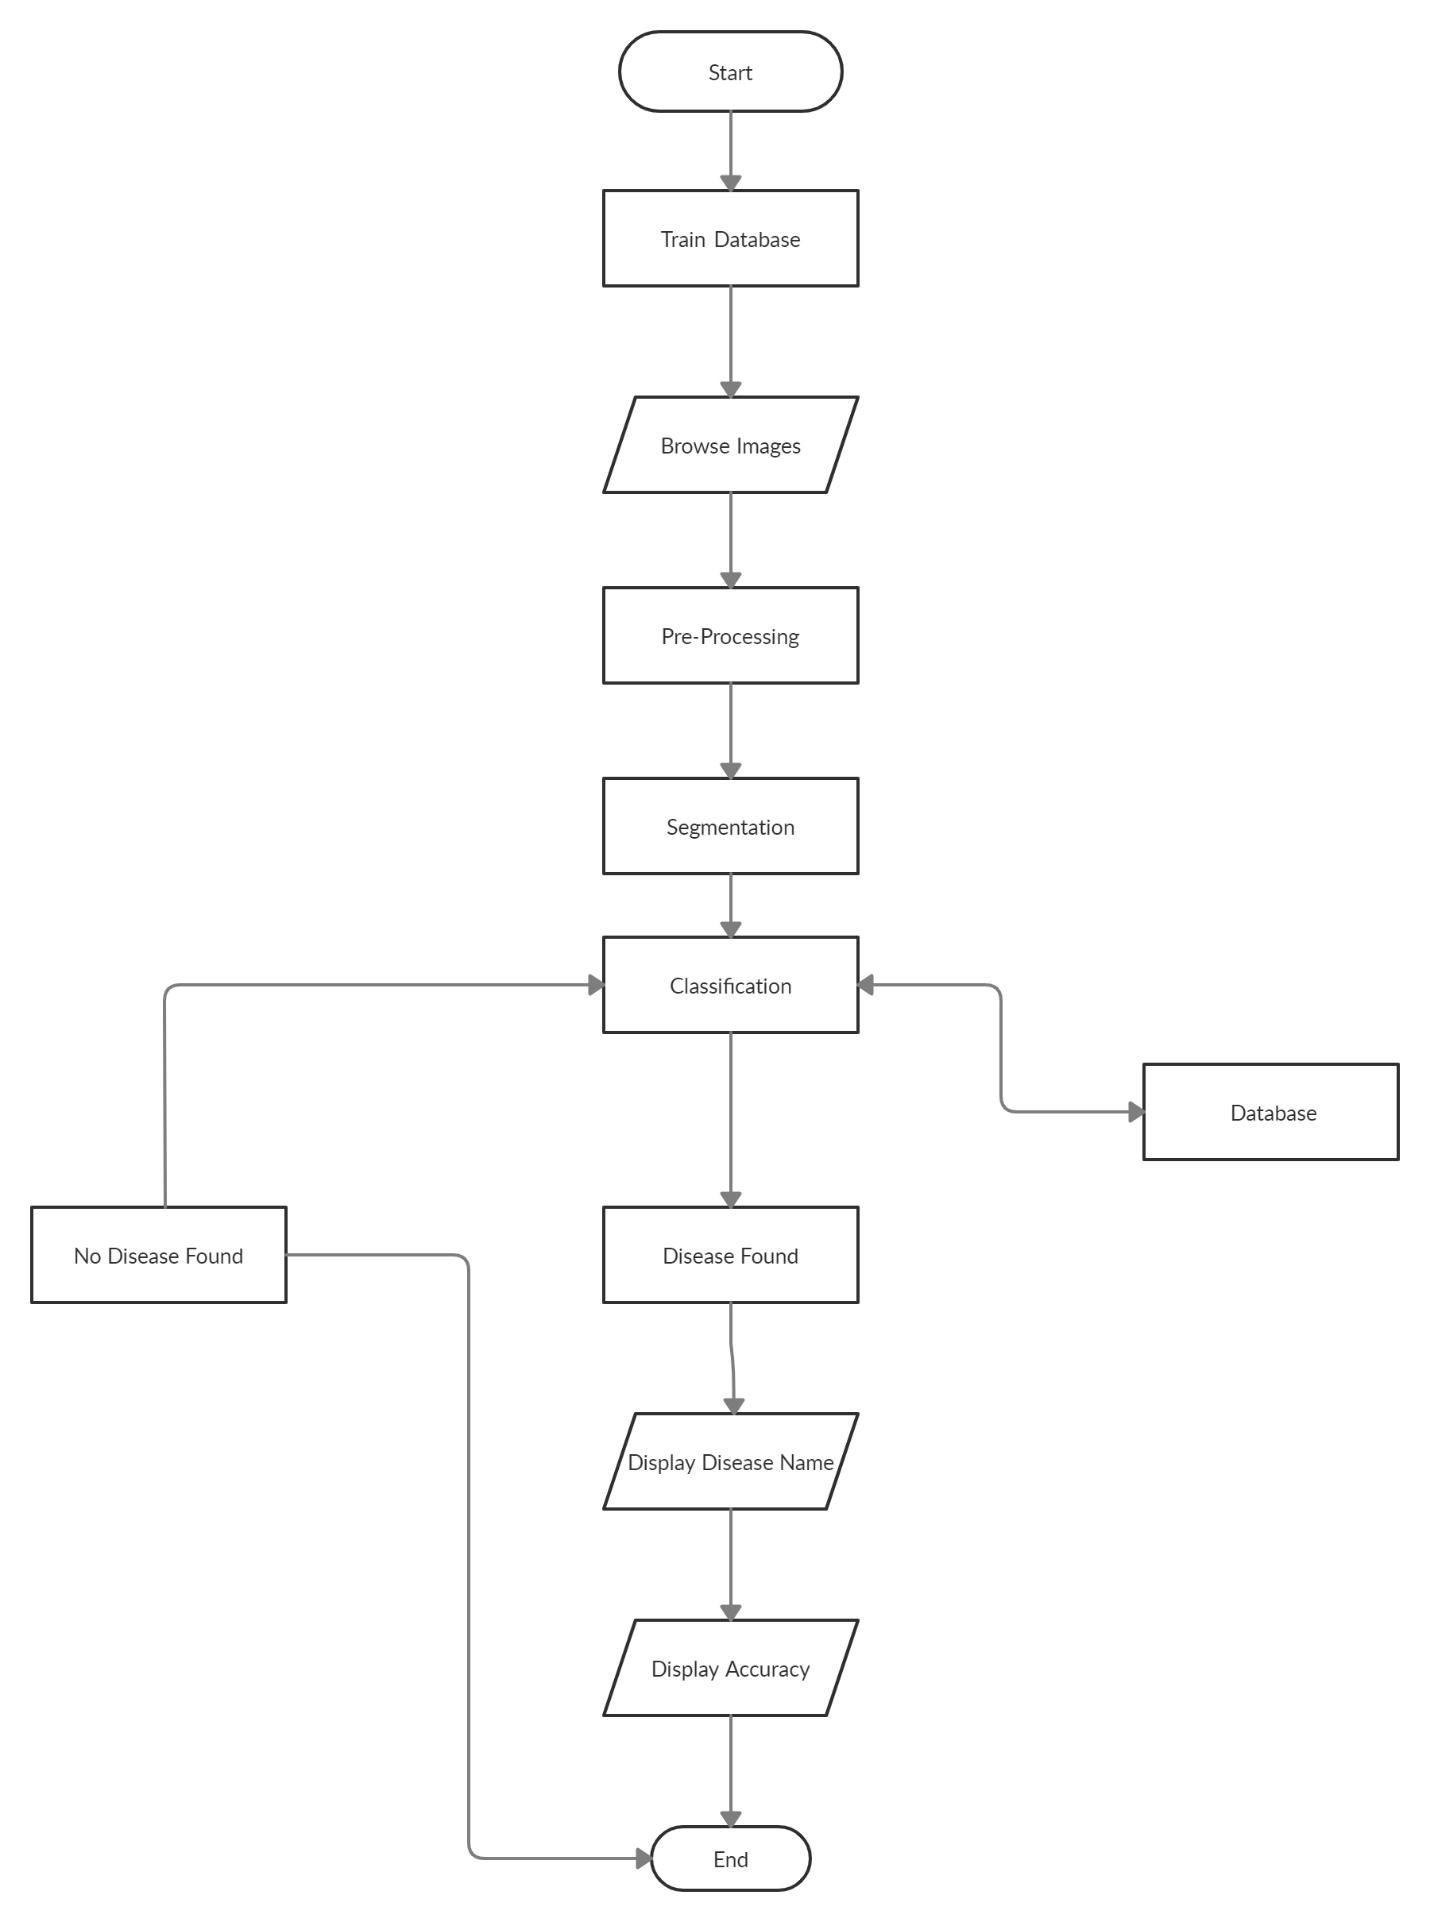 Start
Train Database
Browse Images
Pre-Processing
Segmentation
Classification
Database
No Disease Found
Disease Found
Display Disease Name
Display Accuracy
End